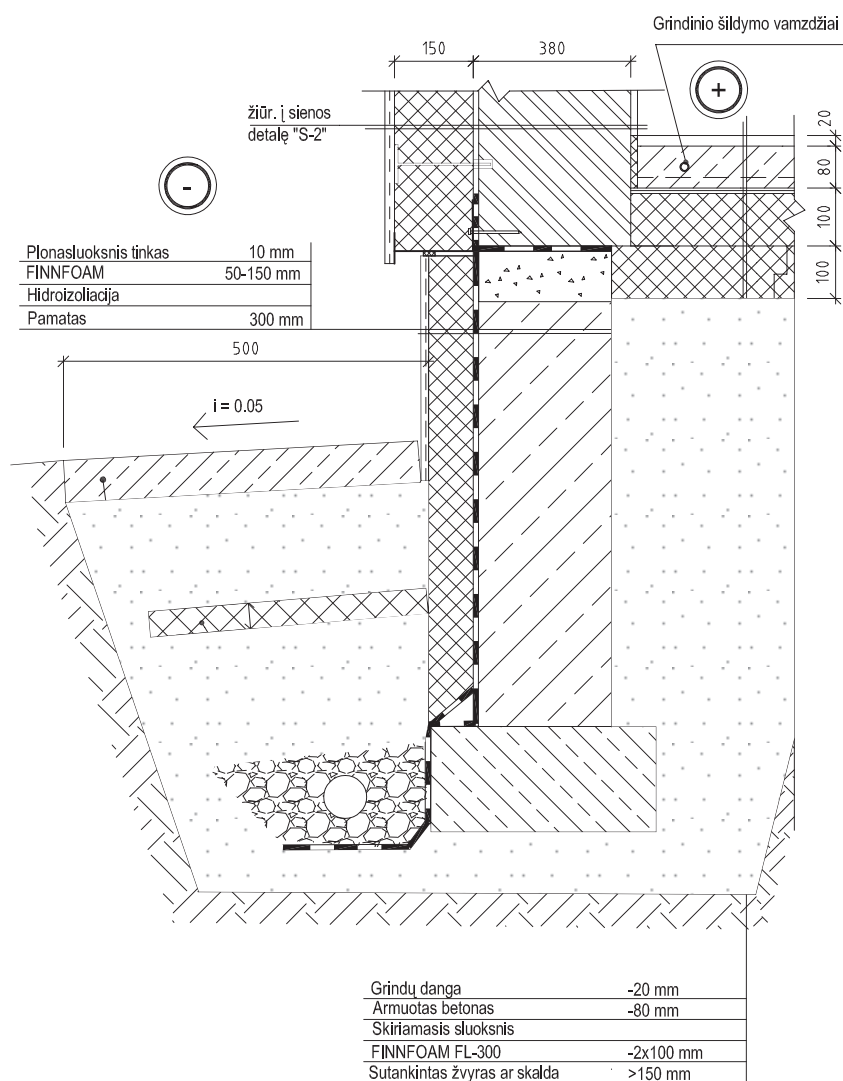 Grindinio šildymo vamzdžiai
150
380
žiūr. į sienos
detalę "S-2"
+
-
20
80
100
100
Plonasluoksnis tinkas 10 mm
FINNFOAM 50-150 mm
Hidroizoliacija
Pamatas 300 mm
500
i = 0.05
Grindų danga -20 mm
Armuotas betonas -80 mm
Skiriamasis sluoksnis
FINNFOAM FL-300 -2x100 mm
Sutankintas žvyras ar skalda >150 mm